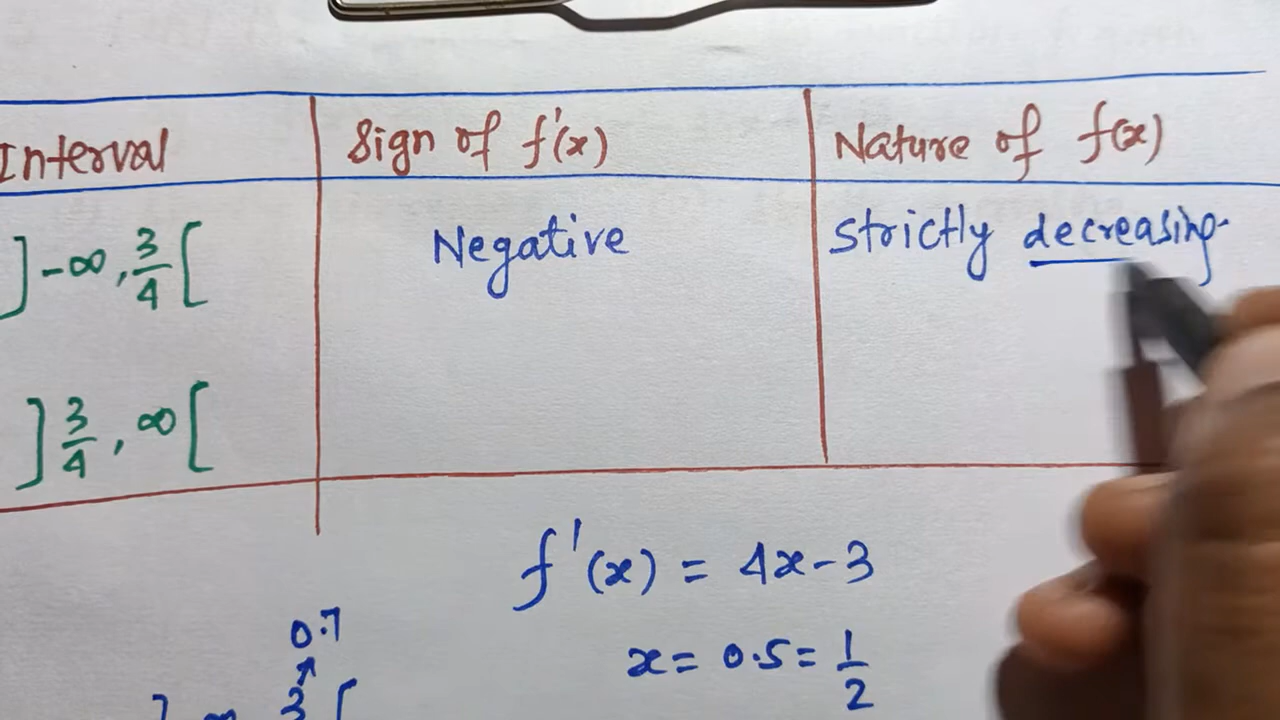 Interval Sign of f'(x) Nature of f(x)
]-∞, 3/4[ Negative Strictly decreasing.
]3/4, ∞[
f'(x) = 4x-3
0.7
x = 0.5 = 1/2
]-∞ 3 [